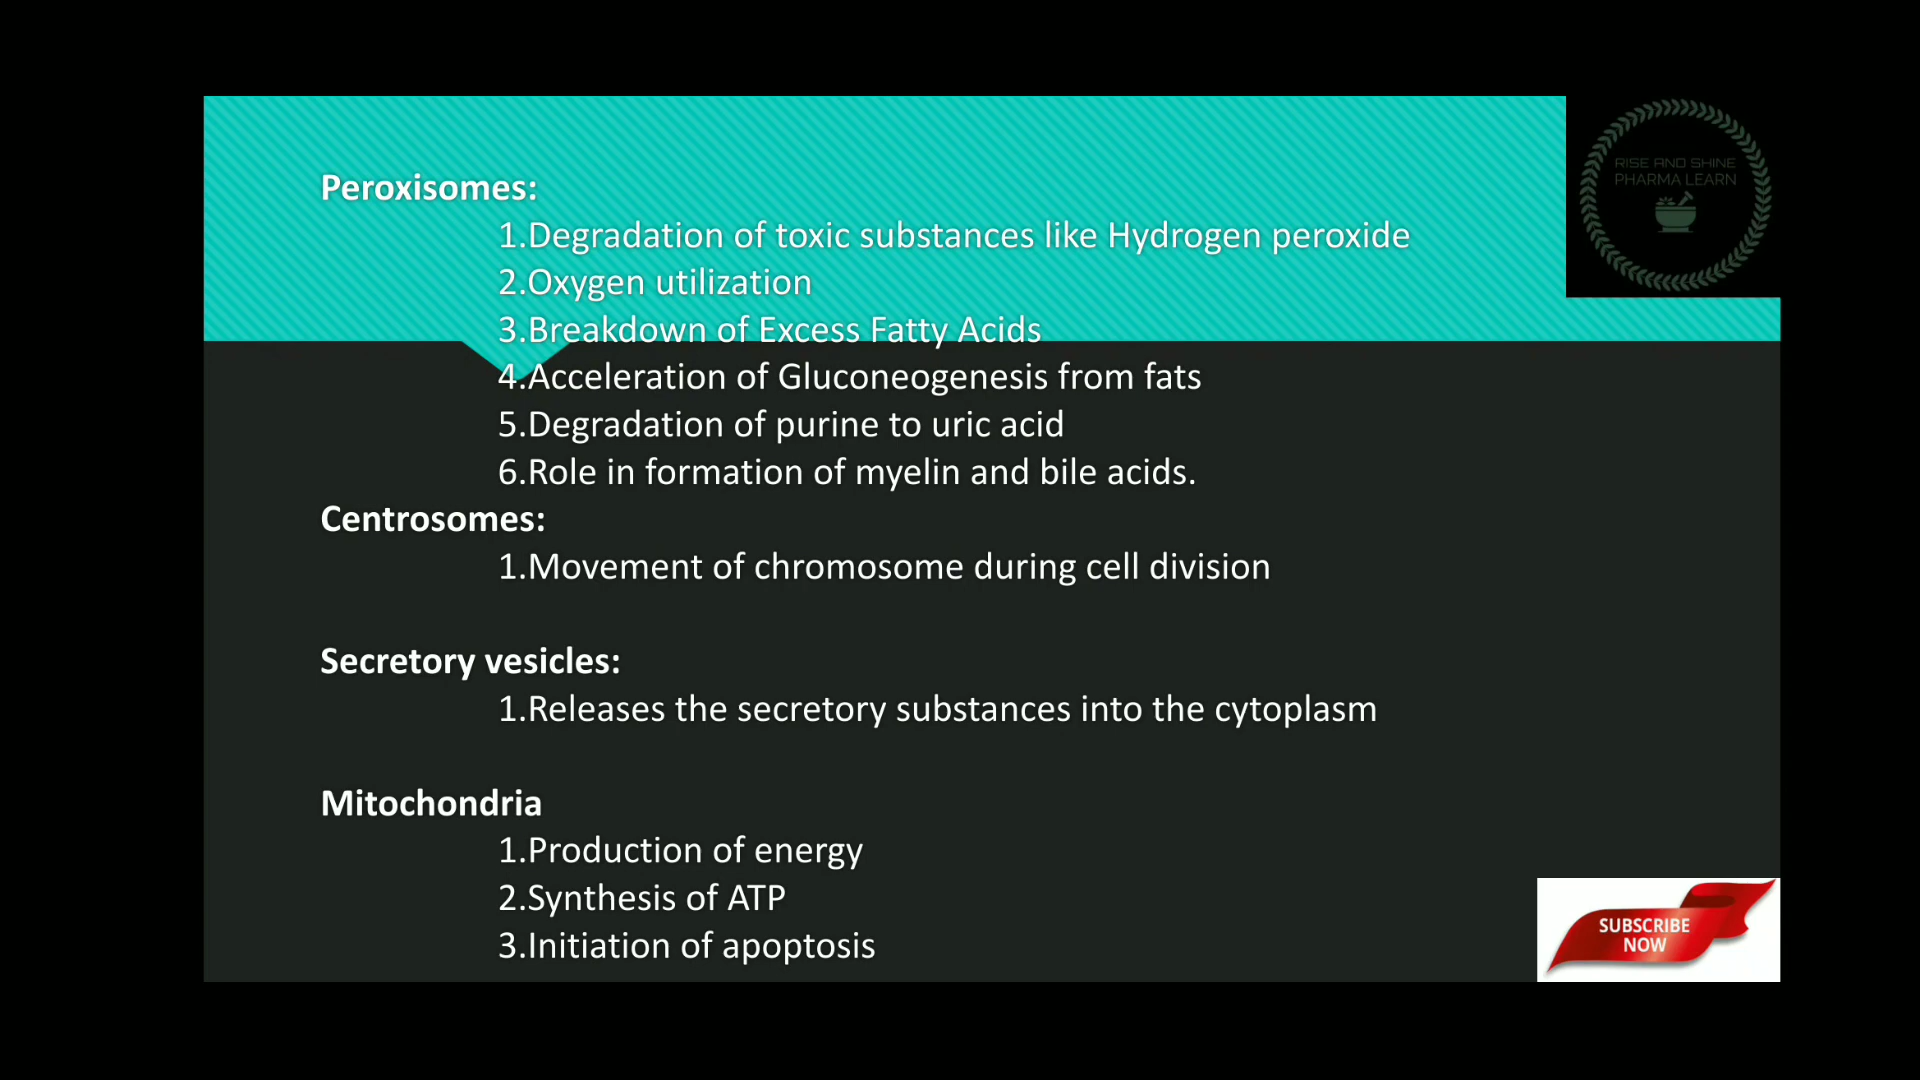 RISE AND SHINE
PHARMA LEARN
Peroxisomes:
1.Degradation of toxic substances like Hydrogen peroxide
2.Oxygen utilization
3.Breakdown of Excess Fatty Acids
4.Acceleration of Gluconeogenesis from fats
5.Degradation of purine to uric acid
6.Role in formation of myelin and bile acids.
Centrosomes:
1.Movement of chromosome during cell division
Secretory vesicles:
1.Releases the secretory substances into the cytoplasm
Mitochondria
1.Production of energy
2.Synthesis of ATP
3.Initiation of apoptosis
SUBSCRIBE
NOW